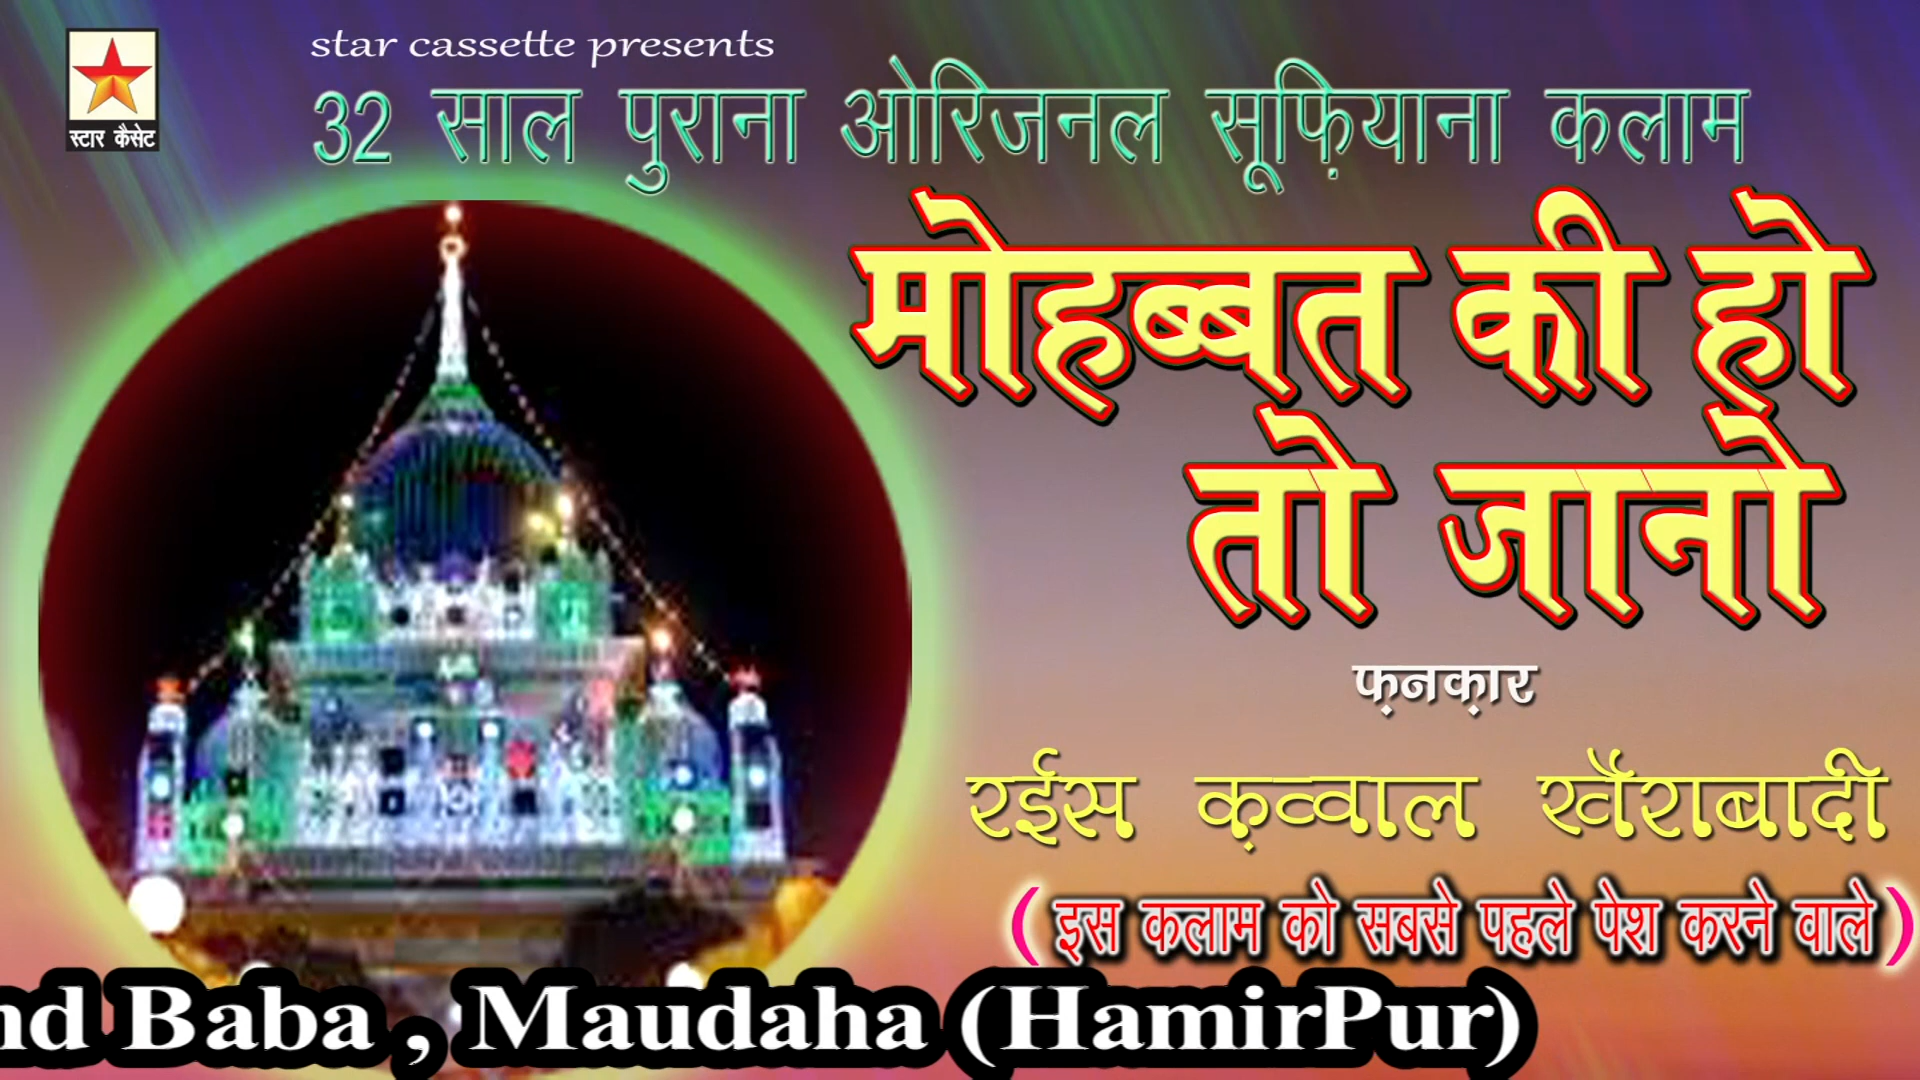 star cassette presents
स्टार कैसेट
32 साल पुराना ओरिजनल सूफ़ियाना कलाम
मोहब्बत की हो
तो जानो
फ़नक़ार
रईस क़व्वाल खैराबादी
( इस कलाम को सबसे पहले पेश करने वाले )
Baba , Maudaha (HamirPur)